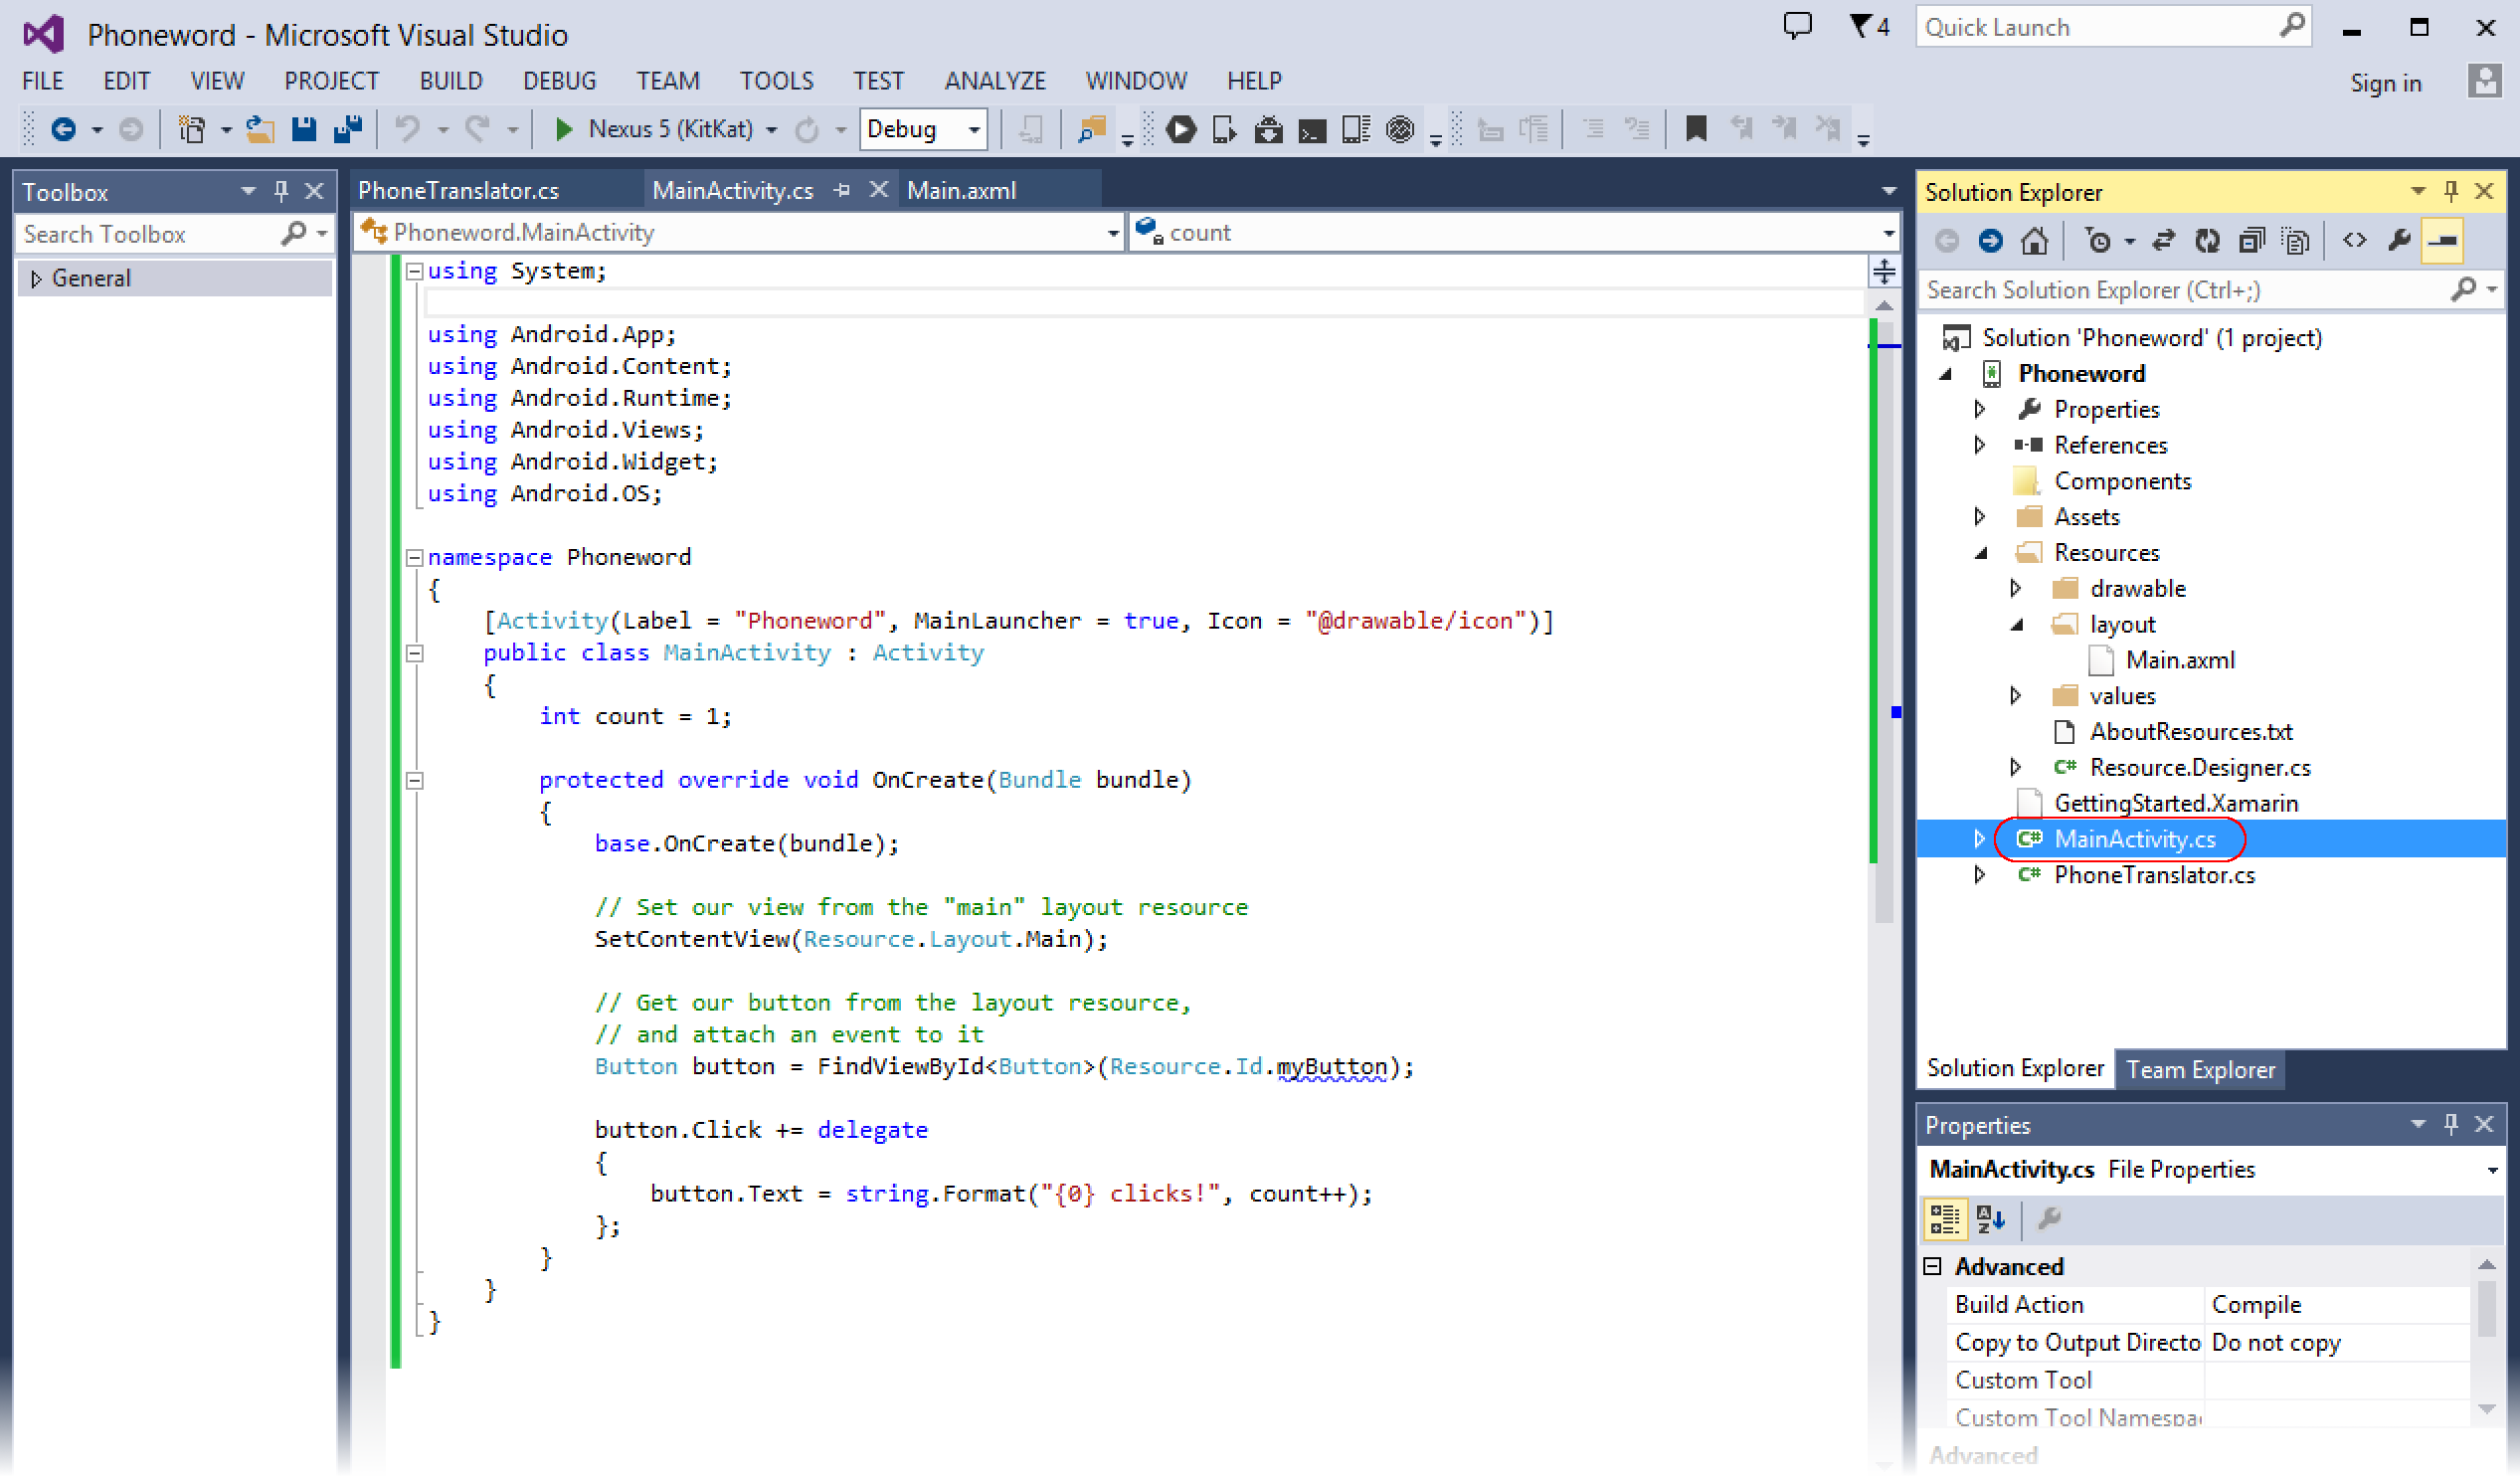 Phoneword - Microsoft Visual Studio
4
Quick Launch
FILE EDIT VIEW PROJECT BUILD DEBUG TEAM TOOLS TEST ANALYZE WINDOW HELP
Sign in
Nexus 5 (KitKat)
Debug
Toolbox
Search Toolbox
General
PhoneTranslator.cs MainActivity.cs Main.axml
Phoneword.MainActivity
count
using System;
using Android.App;
using Android.Content;
using Android.Runtime;
using Android.Views;
using Android.Widget;
using Android.OS;
namespace Phoneword
{
[Activity(Label = "Phoneword", MainLauncher = true, Icon = "@drawable/icon")]
public class MainActivity : Activity
{
int count = 1;
protected override void OnCreate(Bundle bundle)
{
base.OnCreate(bundle);
// Set our view from the "main" layout resource
SetContentView(Resource.Layout.Main);
// Get our button from the layout resource,
// and attach an event to it
Button button = FindViewById<Button>(Resource.Id.myButton);
button.Click += delegate
{
button.Text = string.Format("{0} clicks!", count++);
};
}
}
}
Solution Explorer
Search Solution Explorer (Ctrl+;)
Solution 'Phoneword' (1 project)
Phoneword
Properties
References
Components
Assets
Resources
drawable
layout
Main.axml
values
AboutResources.txt
C# Resource.Designer.cs
GettingStarted.Xamarin
C# MainActivity.cs
C# PhoneTranslator.cs
Solution Explorer Team Explorer
Properties
MainActivity.cs File Properties
Advanced
Build Action Compile
Copy to Output Directo Do not copy
Custom Tool
Custom Tool Namespa
Advanced